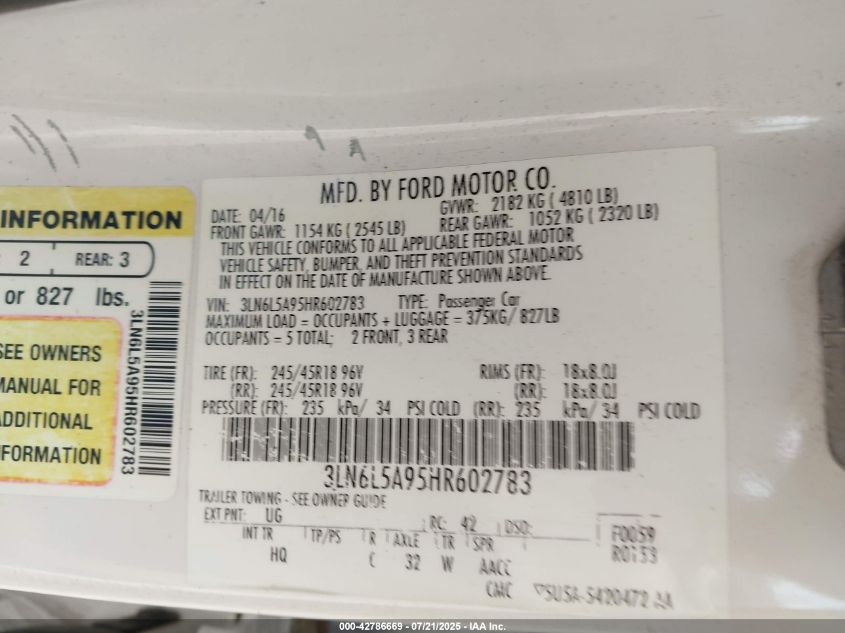 INFORMATION
2 REAR: 3
or 827 lbs.
SEE OWNERS
MANUAL FOR
ADDITIONAL
INFORMATION
3LN6L5A95HR602783
MFD. BY FORD MOTOR CO.
DATE: 04/16 GVWR: 2182 KG ( 4810 LB)
FRONT GAWR: 1154 KG ( 2545 LB) REAR GAWR: 1052 KG ( 2320 LB)
THIS VEHICLE CONFORMS TO ALL APPLICABLE FEDERAL MOTOR
VEHICLE SAFETY, BUMPER, AND THEFT PREVENTION STANDARDS
IN EFFECT ON THE DATE OF MANUFACTURE SHOWN ABOVE.
VIN: 3LN6L5A95HR602783 TYPE: Passenger Car
MAXIMUM LOAD = OCCUPANTS + LUGGAGE = 375KG/ 827LB
OCCUPANTS = 5 TOTAL; 2 FRONT, 3 REAR
TIRE (FR): 245/45R18 96V RIMS (FR): 18x8.0J
(RR): 245/45R18 96V (RR): 18x8.0J
PRESSURE (FR): 235 kPa/ 34 PSI COLD (RR): 235 kPa/ 34 PSI COLD
3LN6L5A95HR602783
TRAILER TOWING - SEE OWNER GUIDE
EXT PNT: UG RC: 42 DSO: F0059
INT TR TP/PS R AXLE TR SPR R0153
HQ C 32 W AACC
CMC
000-42786669 - 07/21/2025 - IAA Inc.